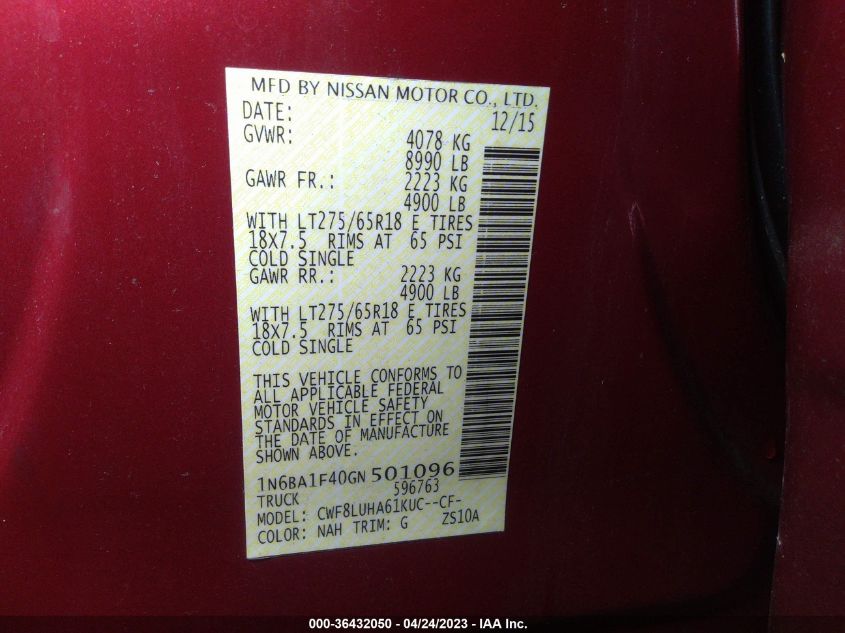 MFD BY NISSAN MOTOR CO., LTD.
DATE: 12/15
GVWR: 4078 KG
8990 LB
GAWR FR.: 2223 KG
4900 LB
WITH LT275/65R18 E TIRES
18X7.5 RIMS AT 65 PSI
COLD SINGLE
GAWR RR.: 2223 KG
4900 LB
WITH LT275/65R18 E TIRES
18X7.5 RIMS AT 65 PSI
COLD SINGLE
THIS VEHICLE CONFORMS TO
ALL APPLICABLE FEDERAL
MOTOR VEHICLE SAFETY
STANDARDS IN EFFECT ON
THE DATE OF MANUFACTURE
SHOWN ABOVE.
1N6BA1F40GN501096
TRUCK 596763
MODEL: CWF8LUHA61KUC--CF-
COLOR: NAH TRIM: G ZS10A
000-36432050 - 04/24/2023 - IAA Inc.